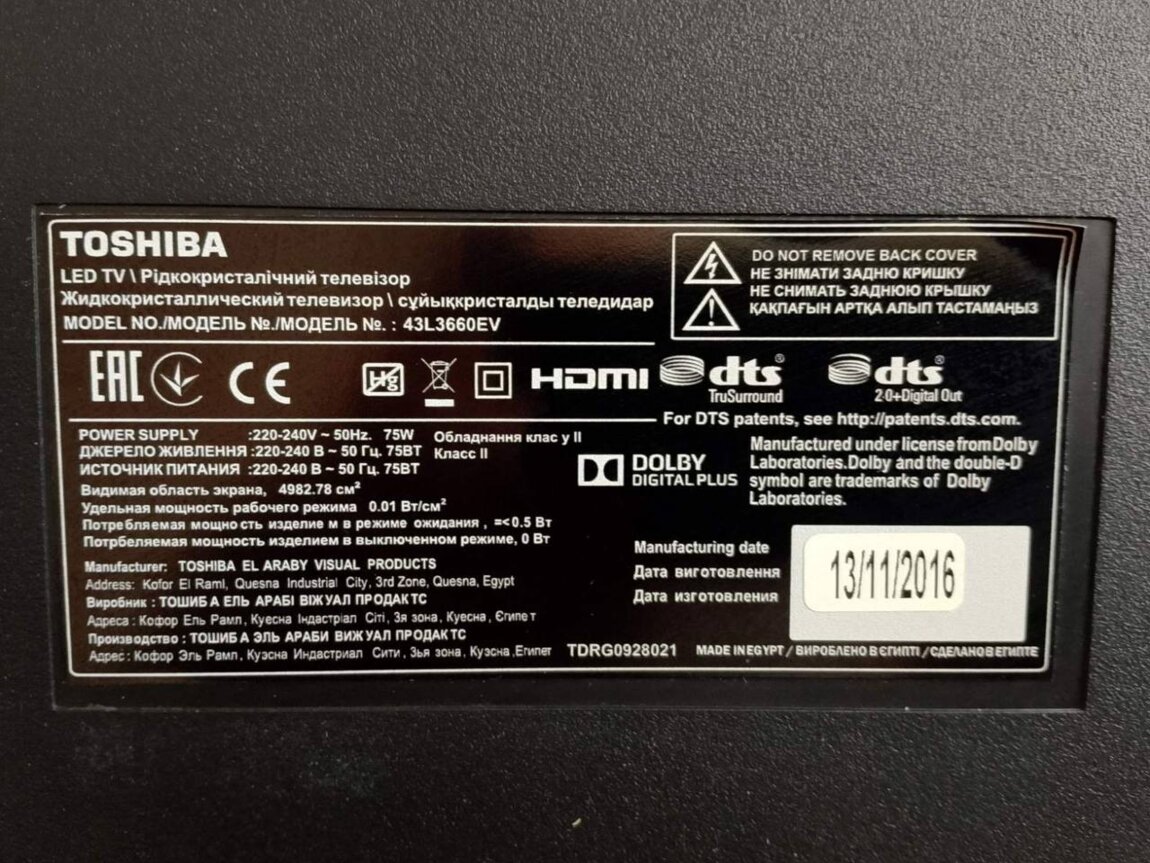 TOSHIBA
LED TV \ Рідкокристалічний телевізор
Жидкокристаллический телевизор \ сұйыққристалды теледидар
MODEL NO./МОДЕЛЬ №./МОДЕЛЬ №. : 43L3660EV
DO NOT REMOVE BACK COVER
НЕ ЗНІМАТИ ЗАДНЮ КРИШКУ
НЕ СНИМАТЬ ЗАДНЮЮ КРЫШКУ
ҚАҚПАҒЫН АРТҚА АЛЫП ТАСТАМАҢЫЗ
EAC CE Hg HDMI dts® dts®
TruSurround 2·0+Digital Out
For DTS patents, see http://patents.dts.com.
POWER SUPPLY :220-240V ~ 50Hz. 75W
ДЖЕРЕЛО ЖИВЛЕННЯ :220-240 В ~ 50 Гц. 75ВТ
ИСТОЧНИК ПИТАНИЯ :220-240 В ~ 50 Гц. 75ВТ
Обладнання клас у II
Класс II
Видимая область экрана, 4982.78 см²
Удельная мощность рабочего режима 0.01 Вт/см²
Потребляемая мощность изделие м в режиме ожидания , =<0.5 Вт
Потрбеляемая мощность изделием в выключенном режиме, 0 Вт
DOLBY
DIGITAL PLUS
Manufactured under license from Dolby
Laboratories.Dolby and the double-D
symbol are trademarks of Dolby
Laboratories.
Manufacturer: TOSHIBA EL ARABY VISUAL PRODUCTS
Address: Kofor El Raml, Quesna Industrial City, 3rd Zone, Quesna, Egypt
Виробник : ТОШИБА ЕЛЬ АРАБІ ВІЖУАЛ ПРОДАКТС
Адреса : Кофор Ель Рамл, Куесна Індастріал Сіті, 3я зона, Куесна, Єгипет
Производство : ТОШИБА ЭЛЬ АРАБИ ВИЖУАЛ ПРОДАКТС
Адрес : Кофор Эль Рамл, Куэсна Индастриал Сити, 3ья зона, Куэсна,Египет
Manufacturing date
Дата виготовлення
Дата изготовления
13/11/2016
TDRG0928021
MADE IN EGYPT / ВИРОБЛЕНО В ЄГИПТІ / СДЕЛАНО В ЕГИПТЕ